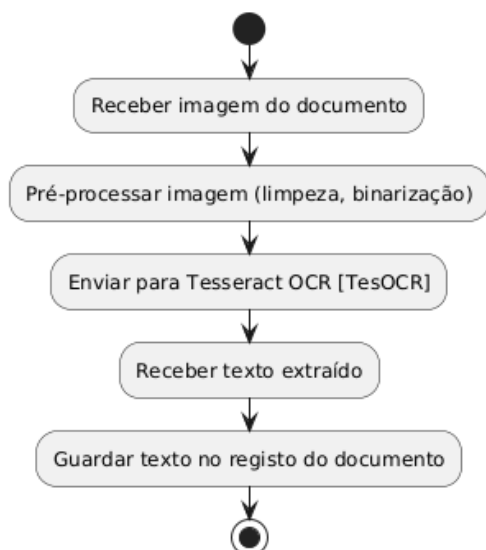 Receber imagem do documento
Pré-processar imagem (limpeza, binarização)
Enviar para Tesseract OCR [TesOCR]
Receber texto extraído
Guardar texto no registo do documento